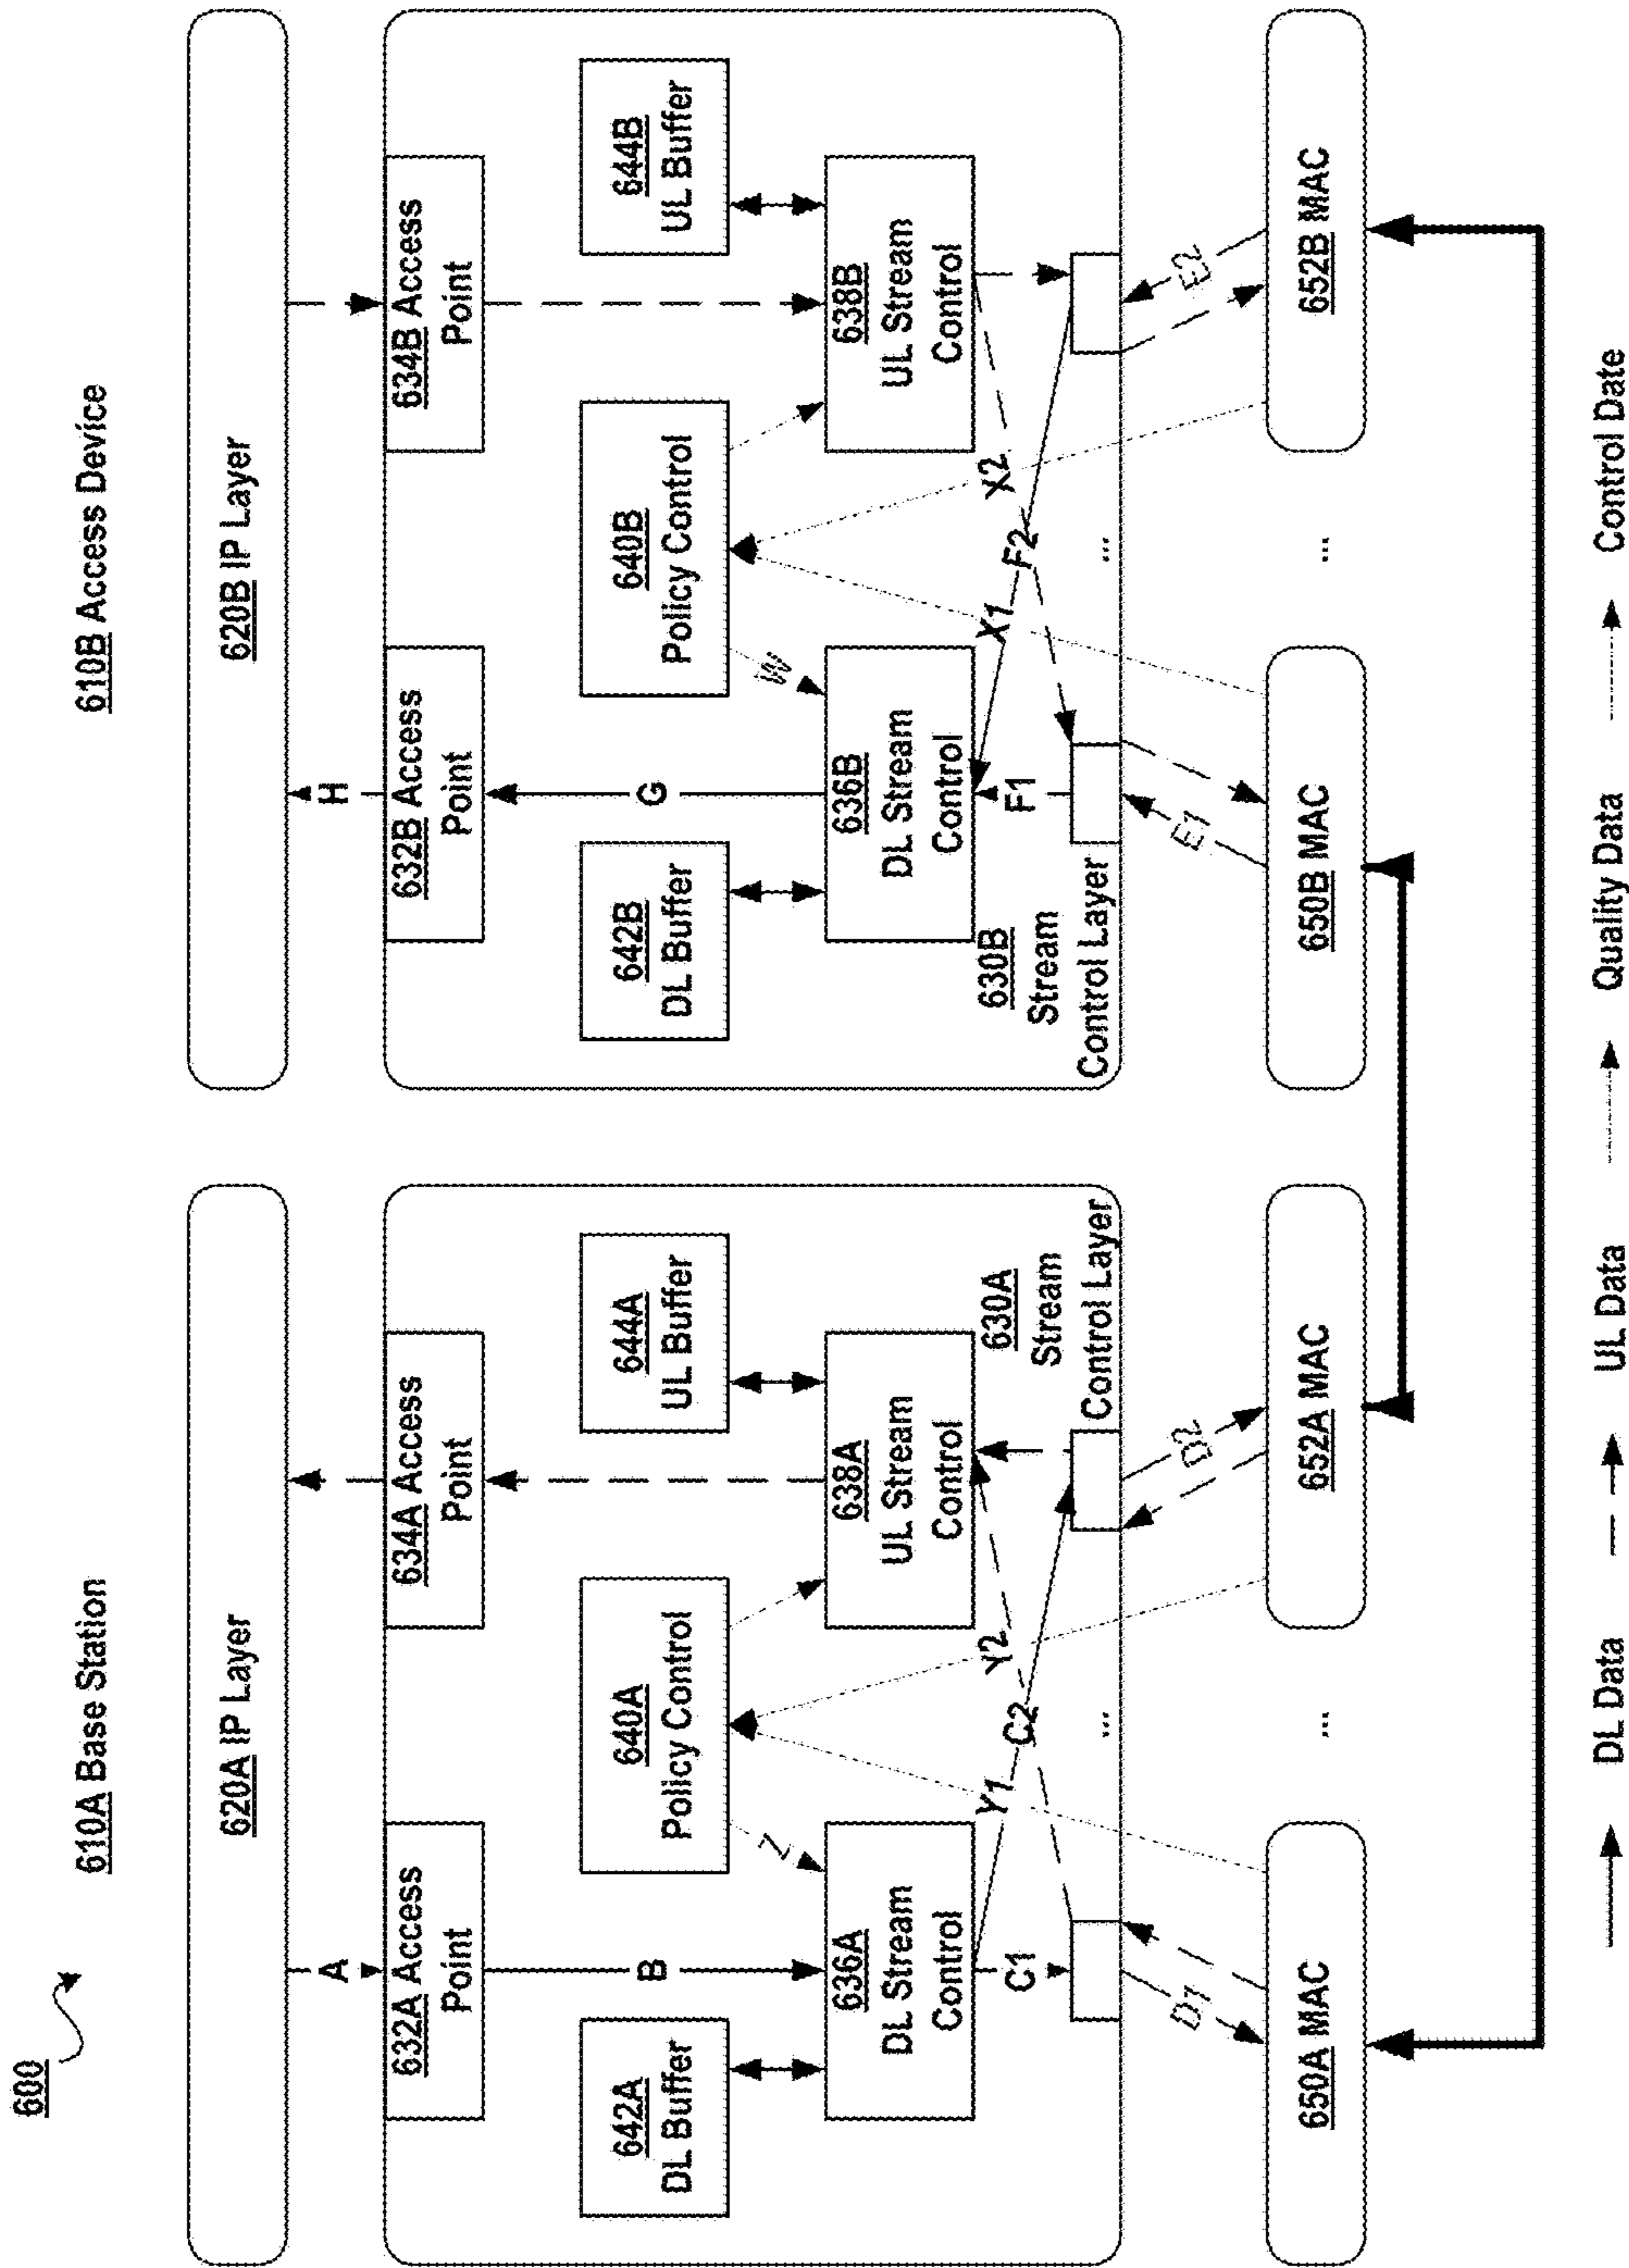 600
610A Base Station
610B Access Device
620A IP Layer
620B IP Layer
A
H
632A Access
Point
634A Access
Point
632B Access
Point
634B Access
Point
642A
DL Buffer
B
640A
Policy Control
644A
UL Buffer
642B
DL Buffer
G
640B
Policy Control
644B
UL Buffer
Z
W
636A
DL Stream
Control
638A
UL Stream
Control
636B
DL Stream
Control
638B
UL Stream
Control
C1
Y1
C2
Y2
630A
Stream
Control Layer
630B
Stream
Control Layer
F1
X1
F2
X2
...
...
D1
D2
E1
E2
650A MAC
...
652A MAC
650B MAC
...
652B MAC
DL Data
UL Data
Quality Data
Control Date